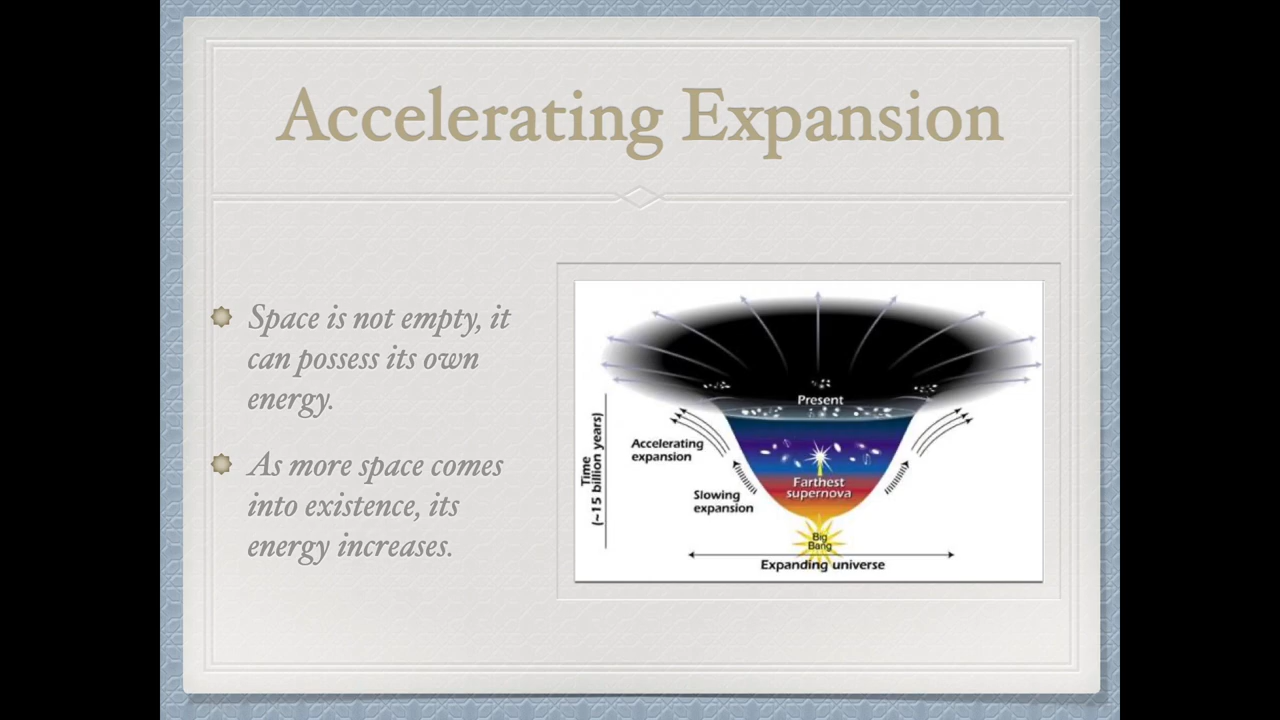 Accelerating Expansion
Space is not empty, it
can possess its own
energy.
As more space comes
into existence, its
energy increases.
Present
Accelerating
expansion
Farthest
supernova
Slowing
expansion
Time
(~15 billion years)
Big
Bang
Expanding universe